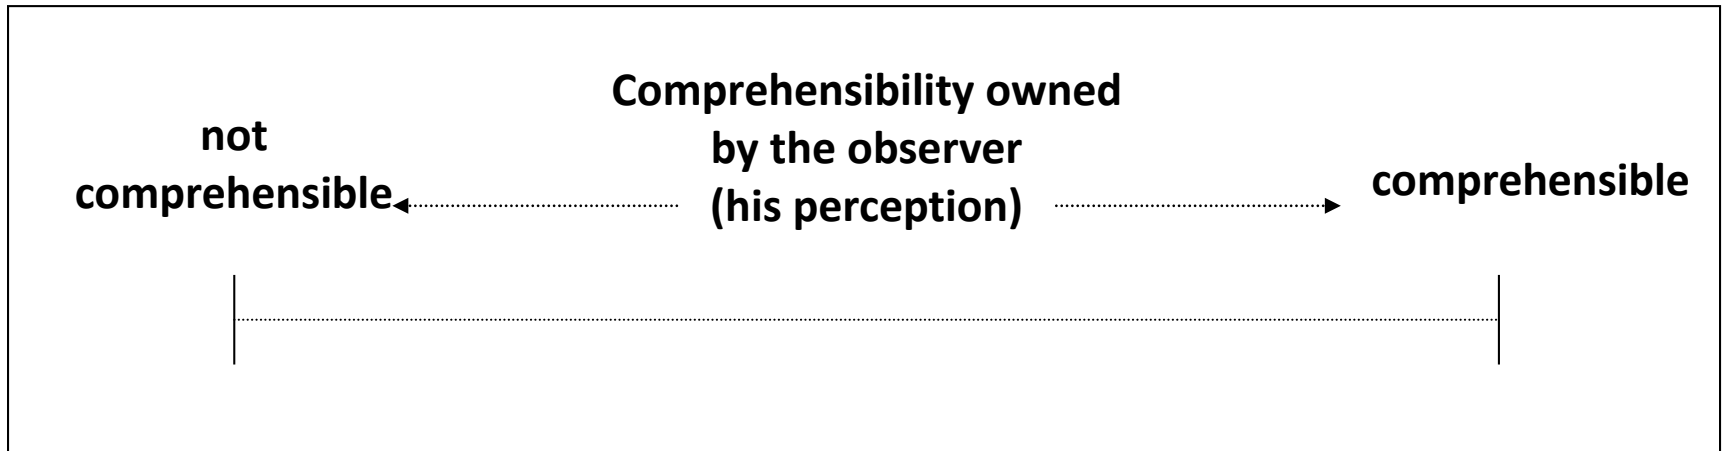 not
comprehensible
Comprehensibility owned
by the observer
(his perception)
comprehensible